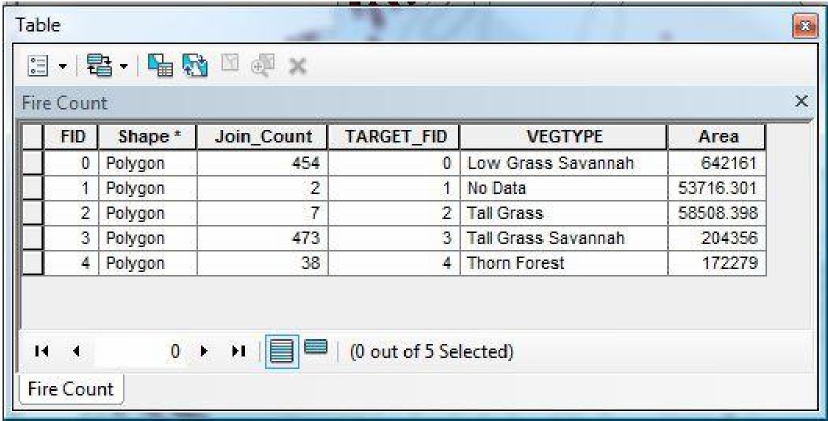 Table
Fire Count
FID Shape * Join_Count TARGET_FID VEGTYPE Area
0 Polygon 454 0 Low Grass Savannah 642161
1 Polygon 2 1 No Data 53716.301
2 Polygon 7 2 Tall Grass 58508.398
3 Polygon 473 3 Tall Grass Savannah 204356
4 Polygon 38 4 Thorn Forest 172279
0 (0 out of 5 Selected)
Fire Count